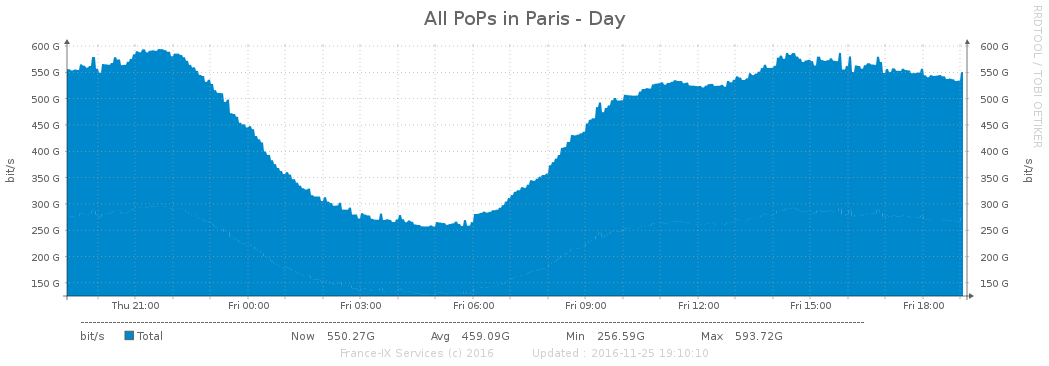 All PoPs in Paris - Day
RRDTOOL / TOBI OETIKER
bit/s
600 G 600 G
550 G 550 G
500 G 500 G
450 G 450 G
400 G 400 G
350 G 350 G
300 G 300 G
250 G 250 G
200 G 200 G
150 G 150 G
bit/s
Thu 21:00 Fri 00:00 Fri 03:00 Fri 06:00 Fri 09:00 Fri 12:00 Fri 15:00 Fri 18:00
bit/s Total Now 550.27G Avg 459.09G Min 256.59G Max 593.72G
France-IX Services (c) 2016 Updated : 2016-11-25 19:10:10